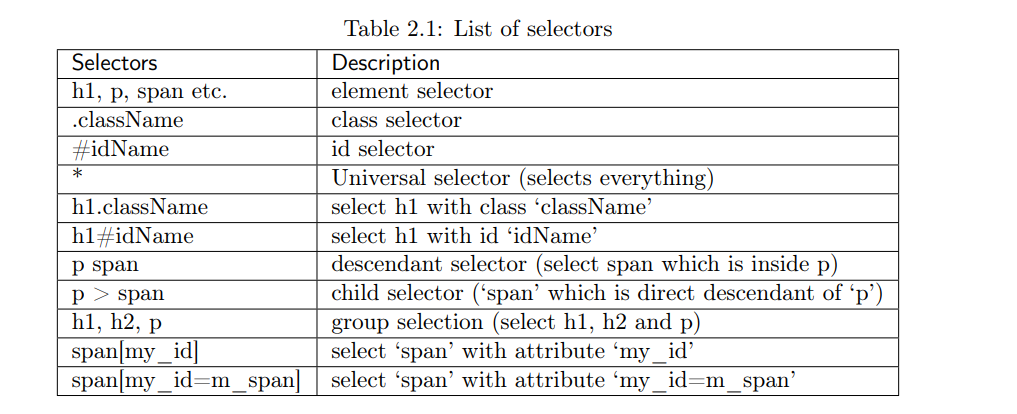 Table 2.1: List of selectors
Selectors Description
h1, p, span etc. element selector
.className class selector
#idName id selector
* Universal selector (selects everything)
h1.className select h1 with class ‘className’
h1#idName select h1 with id ‘idName’
p span descendant selector (select span which is inside p)
p > span child selector (‘span’ which is direct descendant of ‘p’)
h1, h2, p group selection (select h1, h2 and p)
span[my_id] select ‘span’ with attribute ‘my_id’
span[my_id=m_span] select ‘span’ with attribute ‘my_id=m_span’